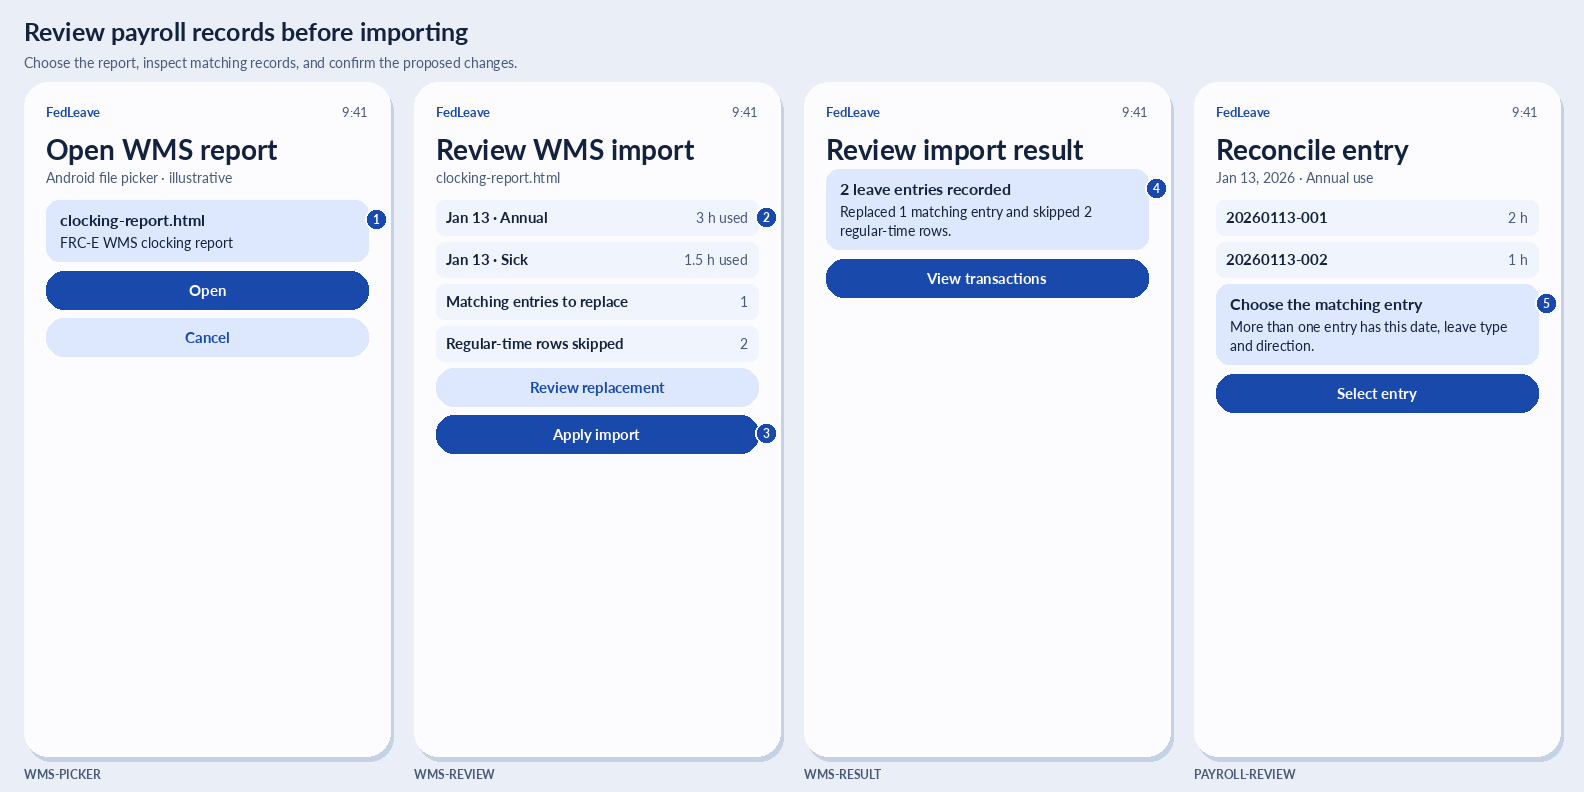 Review payroll records before importing
Choose the report, inspect matching records, and confirm the proposed changes.
FedLeave 9:41
Open WMS report
Android file picker · illustrative
clocking-report.html 1
FRC-E WMS clocking report
Open
Cancel
WMS-PICKER
FedLeave 9:41
Review WMS import
clocking-report.html
Jan 13 · Annual 3 h used 2
Jan 13 · Sick 1.5 h used
Matching entries to replace 1
Regular-time rows skipped 2
Review replacement
Apply import 3
WMS-REVIEW
FedLeave 9:41
Review import result
2 leave entries recorded 4
Replaced 1 matching entry and skipped 2
regular-time rows.
View transactions
WMS-RESULT
FedLeave 9:41
Reconcile entry
Jan 13, 2026 · Annual use
20260113-001 2 h
20260113-002 1 h
Choose the matching entry 5
More than one entry has this date, leave type
and direction.
Select entry
PAYROLL-REVIEW